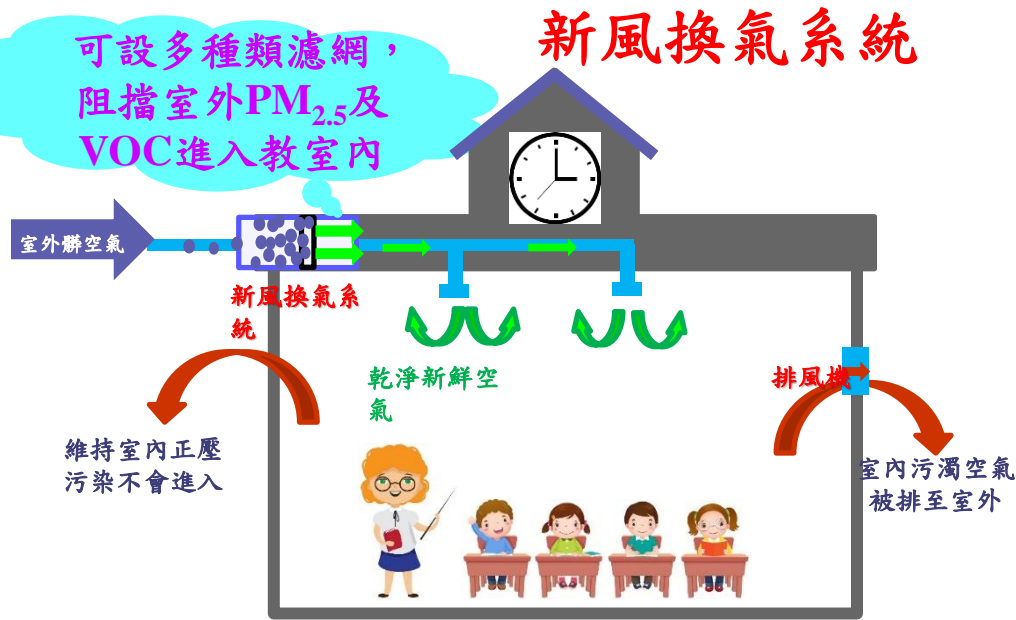 新風換氣系統
可設多種類濾網，
阻擋室外PM2.5及
VOC進入教室內
室外髒空氣
新風換氣系
統
乾淨新鮮空
氣
排風機
維持室內正壓
污染不會進入
室內污濁空氣
被排至室外